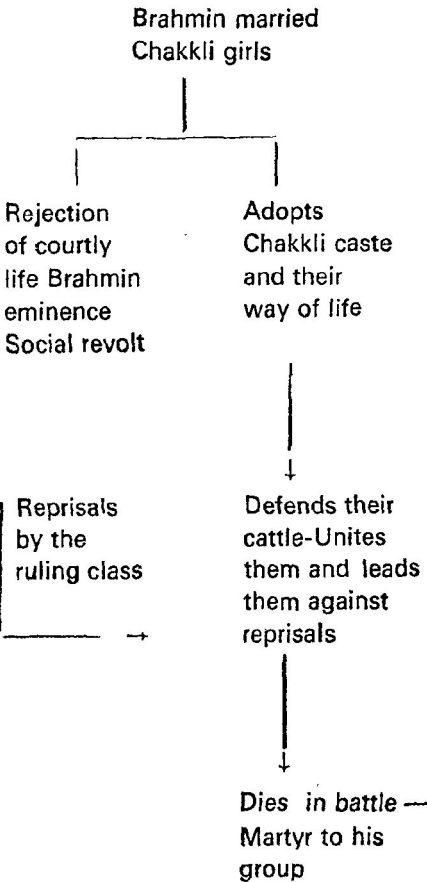 Brahmin married
Chakkli girls
Rejection
of courtly
life Brahmin
eminence
Social revolt
Adopts
Chakkli caste
and their
way of life
Reprisals
by the
ruling class
Defends their
cattle-Unites
them and leads
them against
reprisals
Dies in battle —
Martyr to his
group